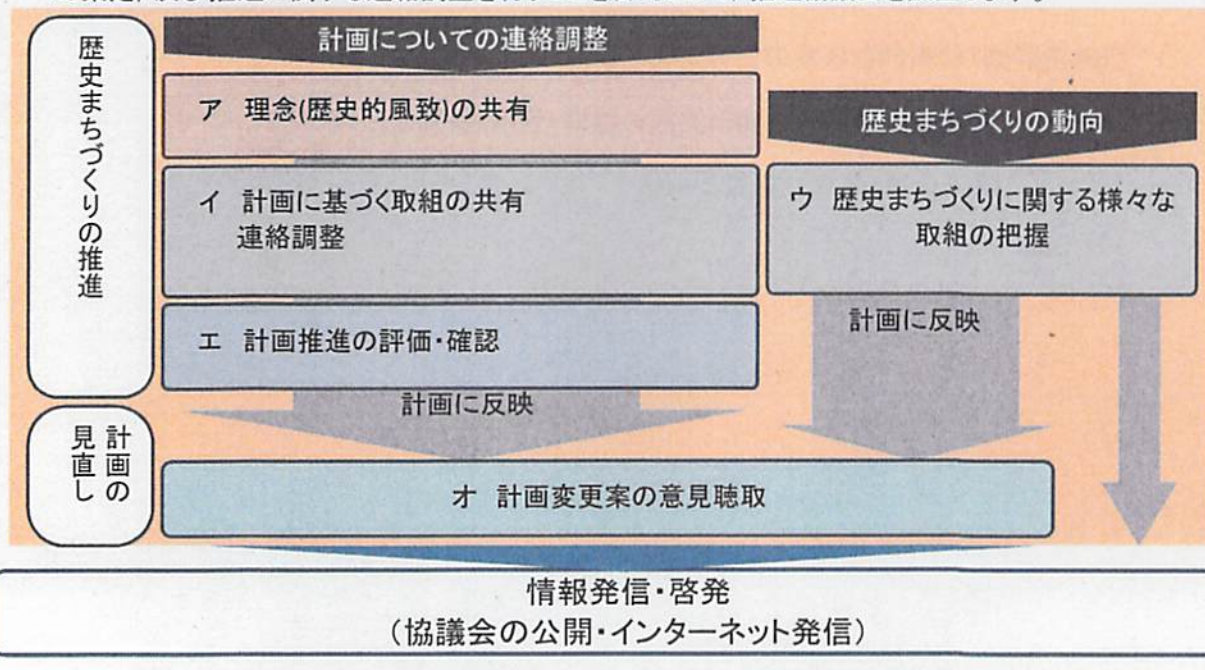 歴史まちづくりの推進
計画についての連絡調整
ア 理念(歴史的風致)の共有
イ 計画に基づく取組の共有
連絡調整
エ 計画推進の評価・確認
計画に反映
歴史まちづくりの動向
ウ 歴史まちづくりに関する様々な
取組の把握
計画に反映
計画の
見直し
オ 計画変更案の意見聴取
情報発信・啓発
(協議会の公開・インターネット発信)